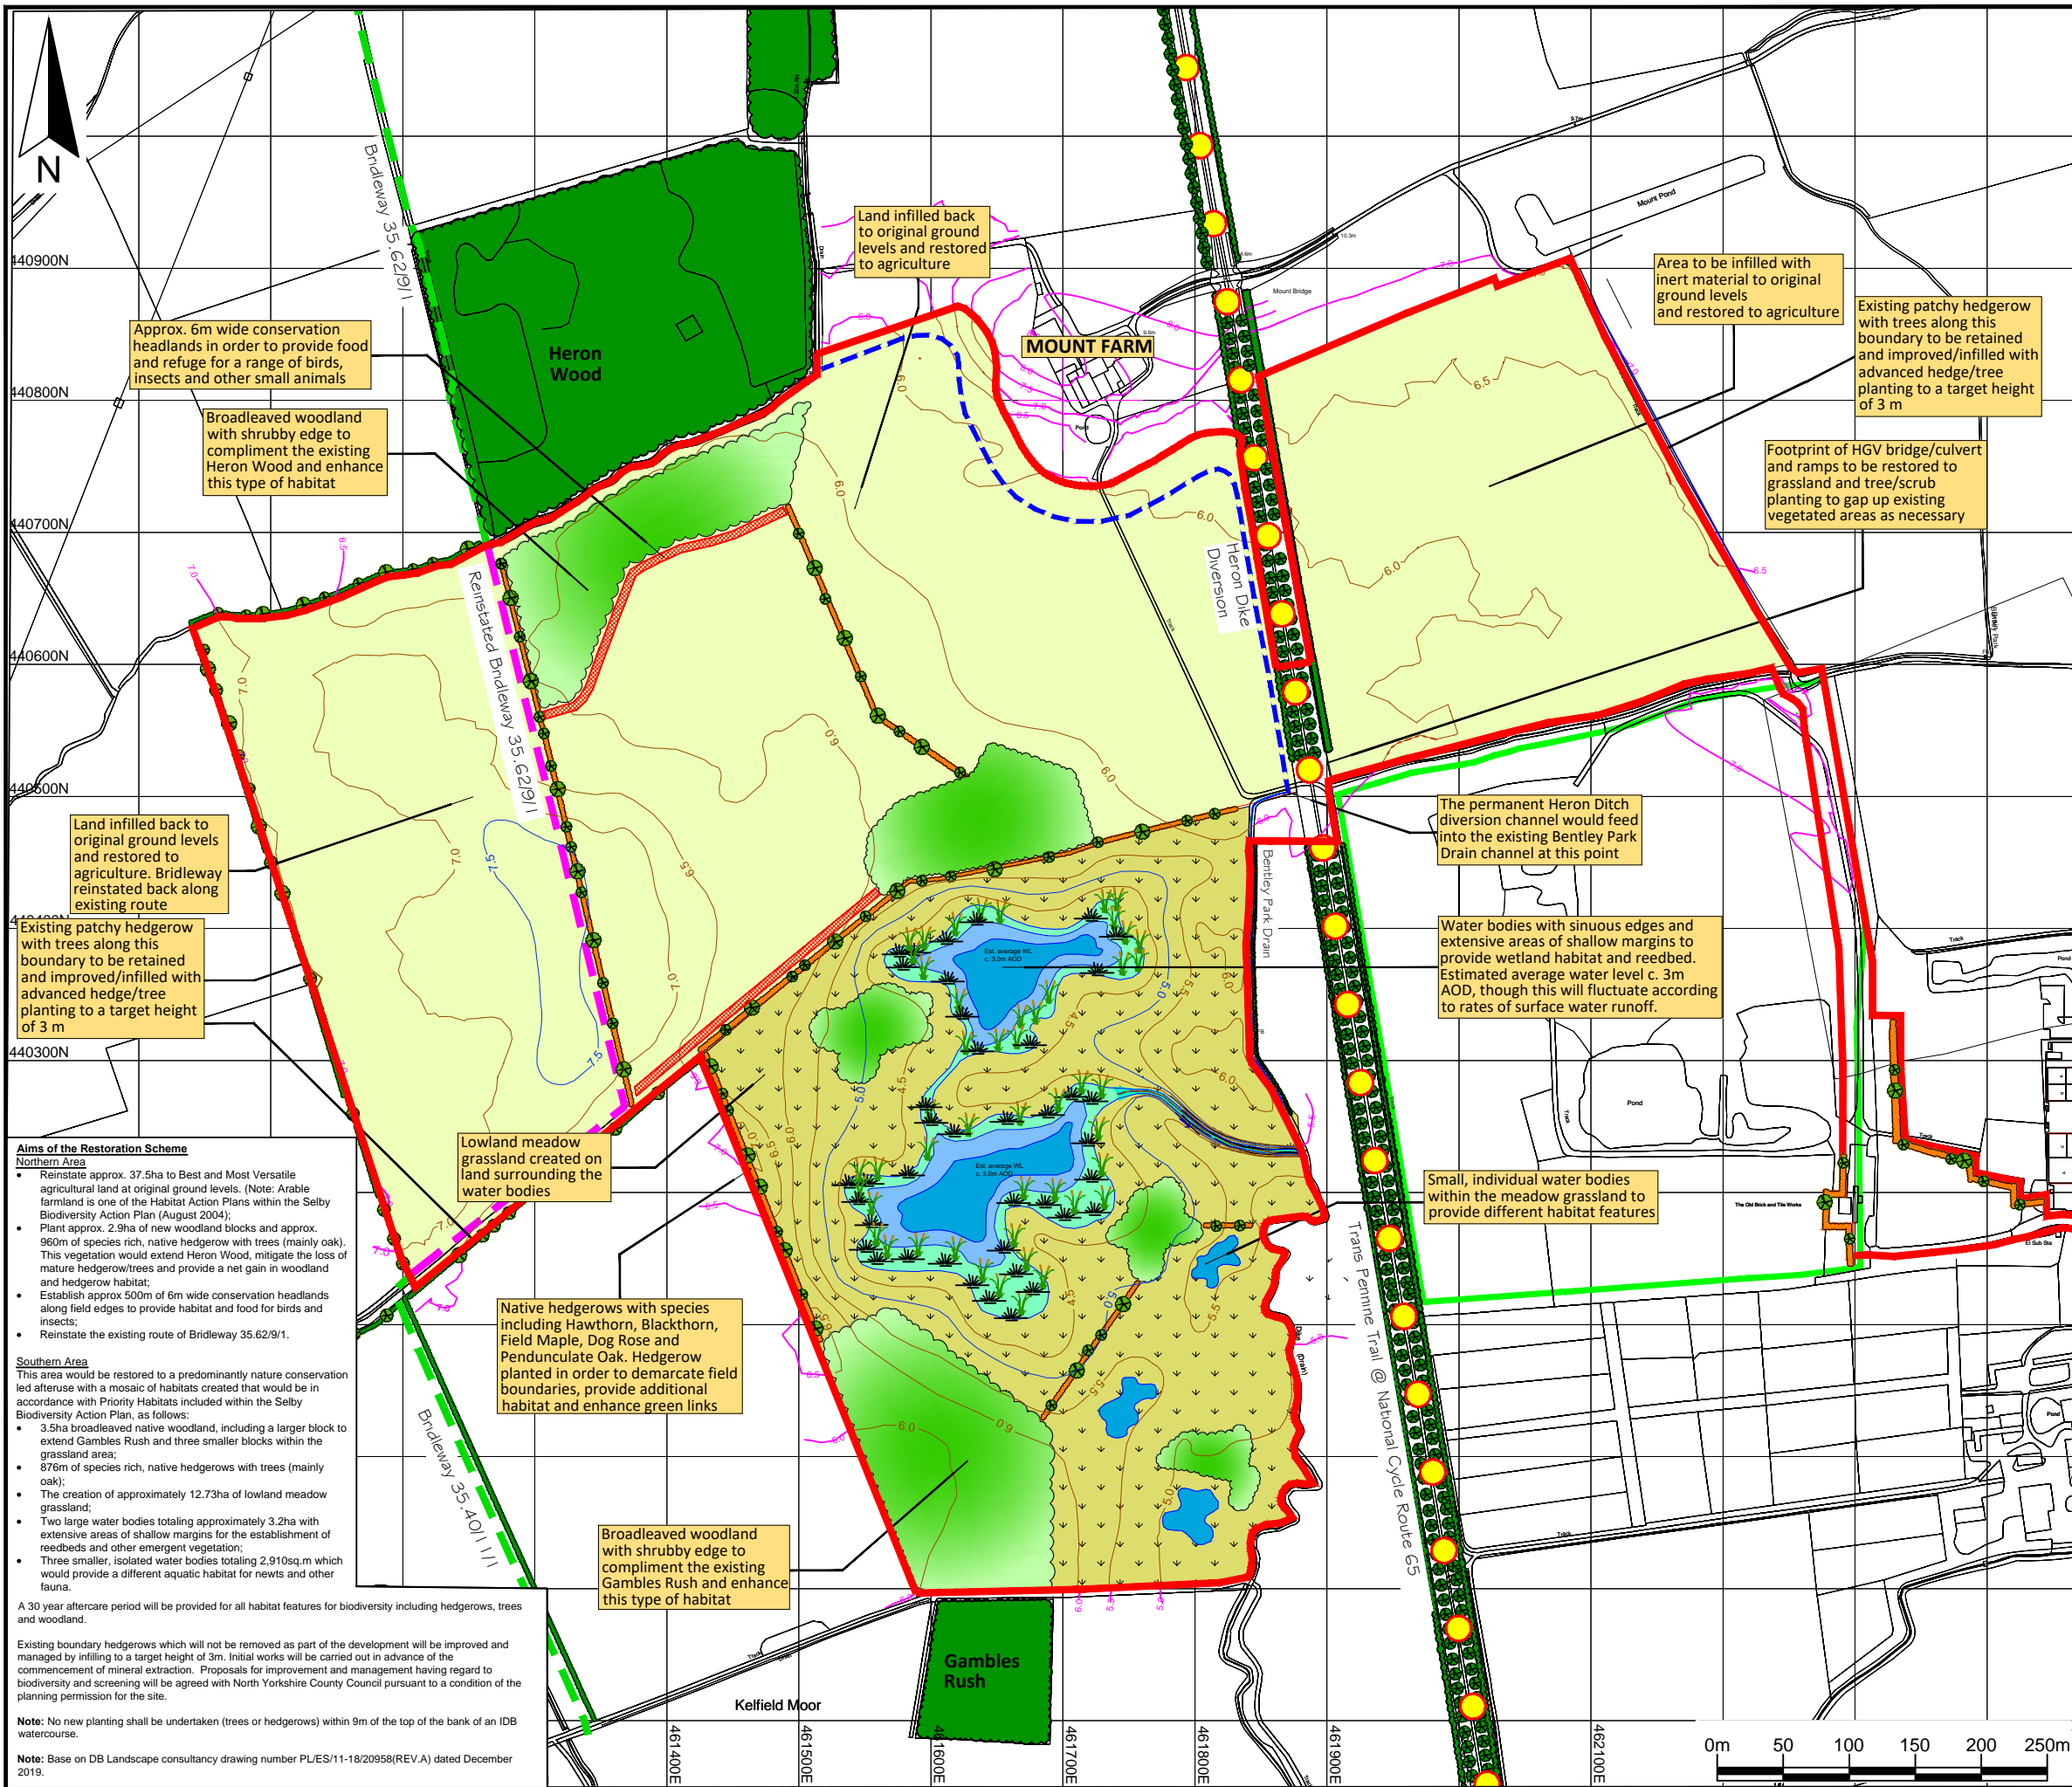 N
Bridleway 35.62/9/1
Heron
Wood
Land infilled back
to original ground
levels and restored
to agriculture
MOUNT FARM
Mount Bridge
Mount Pond
Pond
Area to be infilled with
inert material to original
ground levels
and restored to agriculture
Existing patchy hedgerow
with trees along this
boundary to be retained
and improved/infilled with
advanced hedge/tree
planting to a target height
of 3 m
Approx. 6m wide conservation
headlands in order to provide food
and refuge for a range of birds,
insects and other small animals
Broadleaved woodland
with shrubby edge to
compliment the existing
Heron Wood and enhance
this type of habitat
Footprint of HGV bridge/culvert
and ramps to be restored to
grassland and tree/scrub
planting to gap up existing
vegetated areas as necessary
440900N
440800N
440700N
440600N
440500N
440400N
440300N
Reinstated Bridleway 35.62/9/1
Heron Dike
Diversion
Land infilled back to
original ground levels
and restored to
agriculture. Bridleway
reinstated back along
existing route
Existing patchy hedgerow
with trees along this
boundary to be retained
and improved/infilled with
advanced hedge/tree
planting to a target height
of 3 m
The permanent Heron Ditch
diversion channel would feed
into the existing Bentley Park
Drain channel at this point
Bentley Park Drain
Water bodies with sinuous edges and
extensive areas of shallow margins to
provide wetland habitat and reedbed.
Estimated average water level c. 3m
AOD, though this will fluctuate according
to rates of surface water runoff.
Est. average WL
c. 3.0m AOD
Est. average WL
c. 3.0m AOD
Lowland meadow
grassland created on
land surrounding the
water bodies
Small, individual water bodies
within the meadow grassland to
provide different habitat features
Native hedgerows with species
including Hawthorn, Blackthorn,
Field Maple, Dog Rose and
Pendunculate Oak. Hedgerow
planted in order to demarcate field
boundaries, provide additional
habitat and enhance green links
Broadleaved woodland
with shrubby edge to
compliment the existing
Gambles Rush and enhance
this type of habitat
Trans Pennine Trail @ National Cycle Route 65
Bridleway 35.40/11/1
Pond
The Old Brick and Tile Works
El Sub Sta
Pond
Pond
Track
Gambles
Rush
Kelfield Moor
Aims of the Restoration Scheme
Northern Area
• Reinstate approx. 37.5ha to Best and Most Versatile
agricultural land at original ground levels. (Note: Arable
farmland is one of the Habitat Action Plans within the Selby
Biodiversity Action Plan (August 2004);
• Plant approx. 2.9ha of new woodland blocks and approx.
960m of species rich, native hedgerow with trees (mainly oak).
This vegetation would extend Heron Wood, mitigate the loss of
mature hedgerow/trees and provide a net gain in woodland
and hedgerow habitat;
• Establish approx 500m of 6m wide conservation headlands
along field edges to provide habitat and food for birds and
insects;
• Reinstate the existing route of Bridleway 35.62/9/1.
Southern Area
This area would be restored to a predominantly nature conservation
led afteruse with a mosaic of habitats created that would be in
accordance with Priority Habitats included within the Selby
Biodiversity Action Plan, as follows:
• 3.5ha broadleaved native woodland, including a larger block to
extend Gambles Rush and three smaller blocks within the
grassland area;
• 876m of species rich, native hedgerows with trees (mainly
oak);
• The creation of approximately 12.73ha of lowland meadow
grassland;
• Two large water bodies totaling approximately 3.2ha with
extensive areas of shallow margins for the establishment of
reedbeds and other emergent vegetation;
• Three smaller, isolated water bodies totaling 2,910sq.m which
would provide a different aquatic habitat for newts and other
fauna.
A 30 year aftercare period will be provided for all habitat features for biodiversity including hedgerows, trees
and woodland.
Existing boundary hedgerows which will not be removed as part of the development will be improved and
managed by infilling to a target height of 3m. Initial works will be carried out in advance of the
commencement of mineral extraction. Proposals for improvement and management having regard to
biodiversity and screening will be agreed with North Yorkshire County Council pursuant to a condition of the
planning permission for the site.
Note: No new planting shall be undertaken (trees or hedgerows) within 9m of the top of the bank of an IDB
watercourse.
Note: Base on DB Landscape consultancy drawing number PL/ES/11-18/20958(REV.A) dated December
2019.
461400E
461500E
461600E
461700E
461800E
461900E
462100E
0m 50 100 150 200 250m